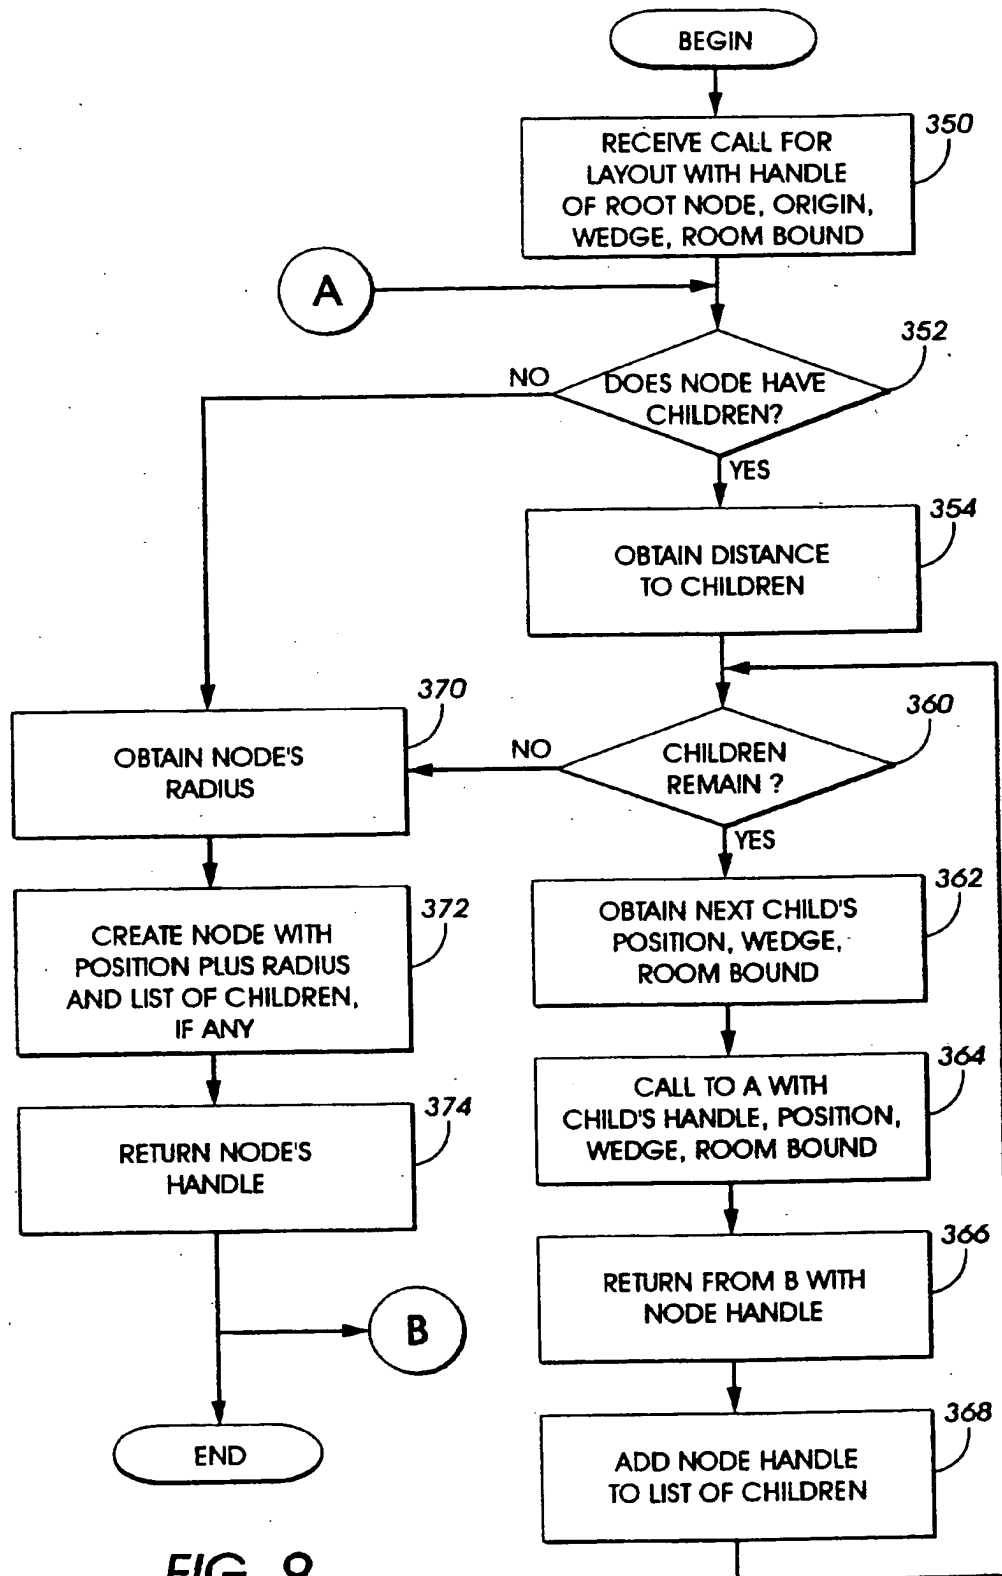 BEGIN
350
RECEIVE CALL FOR
LAYOUT WITH HANDLE
OF ROOT NODE, ORIGIN,
WEDGE, ROOM BOUND
A
352
NO
DOES NODE HAVE
CHILDREN?
YES
354
OBTAIN DISTANCE
TO CHILDREN
370
360
OBTAIN NODE'S
RADIUS
NO
CHILDREN
REMAIN ?
YES
362
372
OBTAIN NEXT CHILD'S
POSITION, WEDGE,
ROOM BOUND
CREATE NODE WITH
POSITION PLUS RADIUS
AND LIST OF CHILDREN,
IF ANY
364
CALL TO A WITH
CHILD'S HANDLE, POSITION,
WEDGE, ROOM BOUND
374
RETURN NODE'S
HANDLE
366
RETURN FROM B WITH
NODE HANDLE
B
368
END
ADD NODE HANDLE
TO LIST OF CHILDREN
FIG. 9